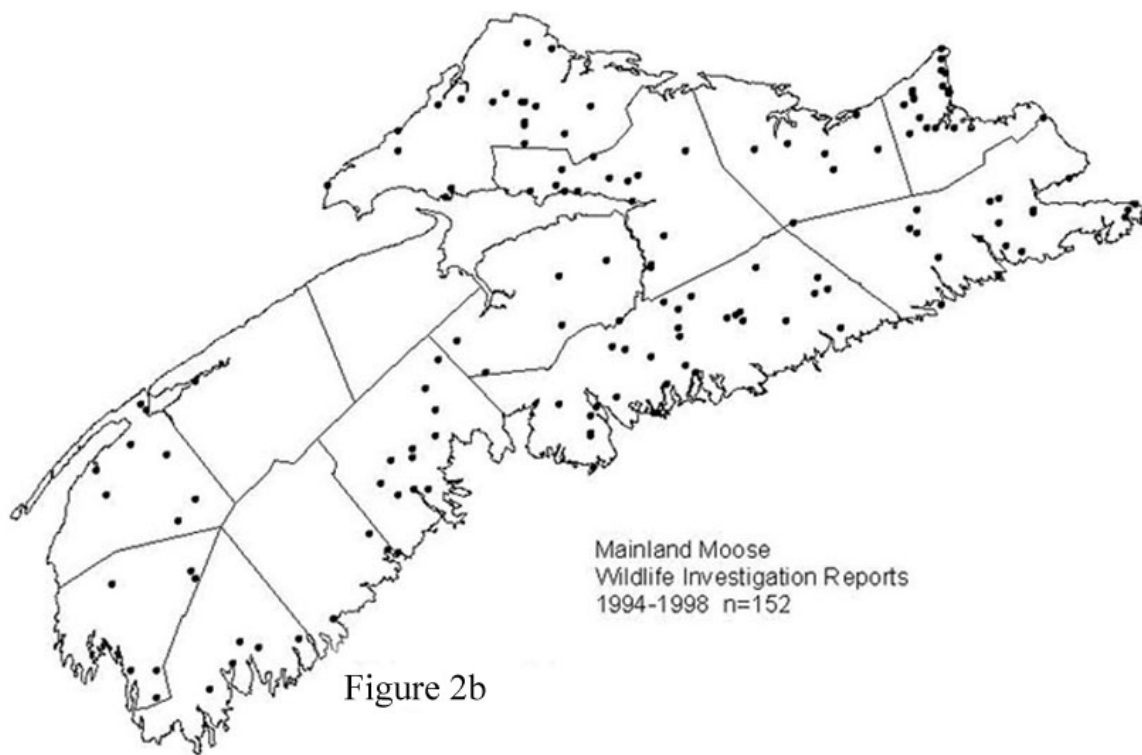 Mainland Moose
Wildlife Investigation Reports
1994-1998 n=152
Figure 2b